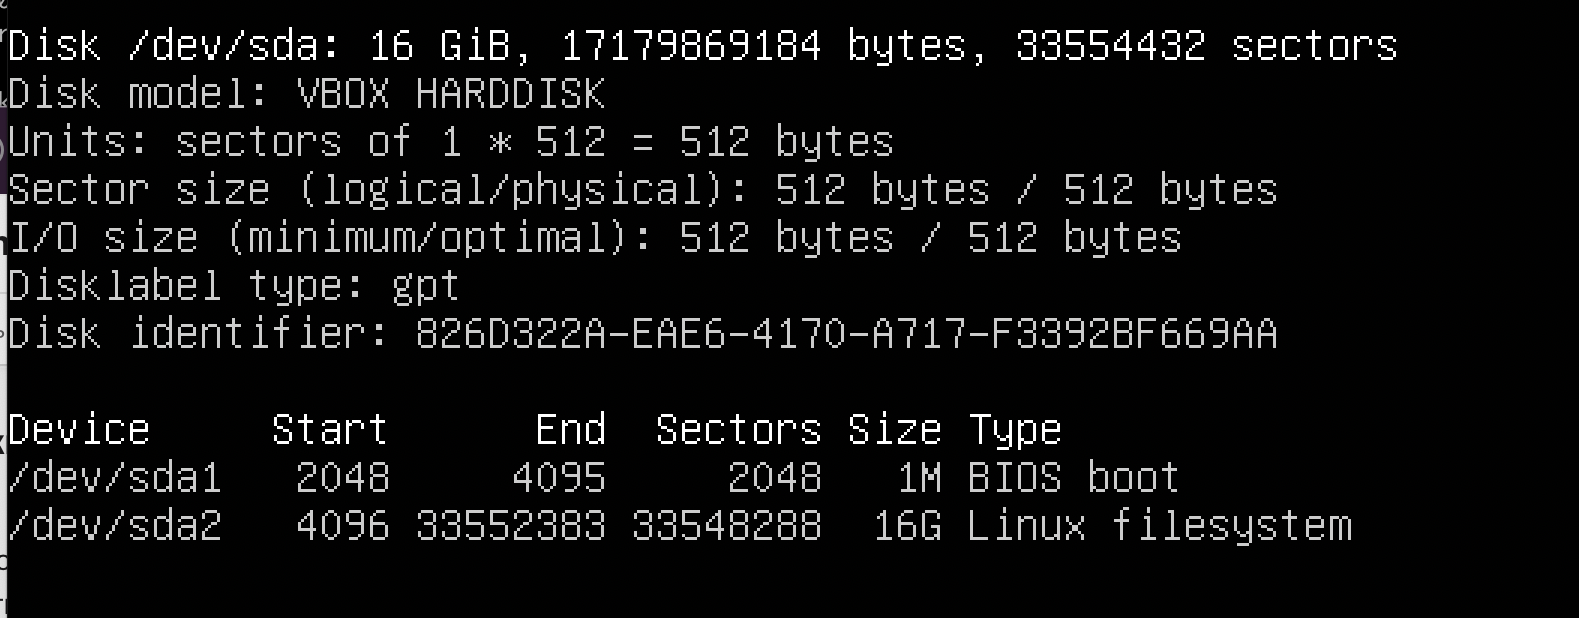 Disk /dev/sda: 16 GiB, 17179869184 bytes, 33554432 sectors
Disk model: VBOX HARDDISK
Units: sectors of 1 * 512 = 512 bytes
Sector size (logical/physical): 512 bytes / 512 bytes
I/O size (minimum/optimal): 512 bytes / 512 bytes
Disklabel type: gpt
Disk identifier: 826D322A-EAE6-4170-A717-F3392BF669AA
Device Start End Sectors Size Type
/dev/sda1 2048 4095 2048 1M BIOS boot
/dev/sda2 4096 33552383 33548288 16G Linux filesystem